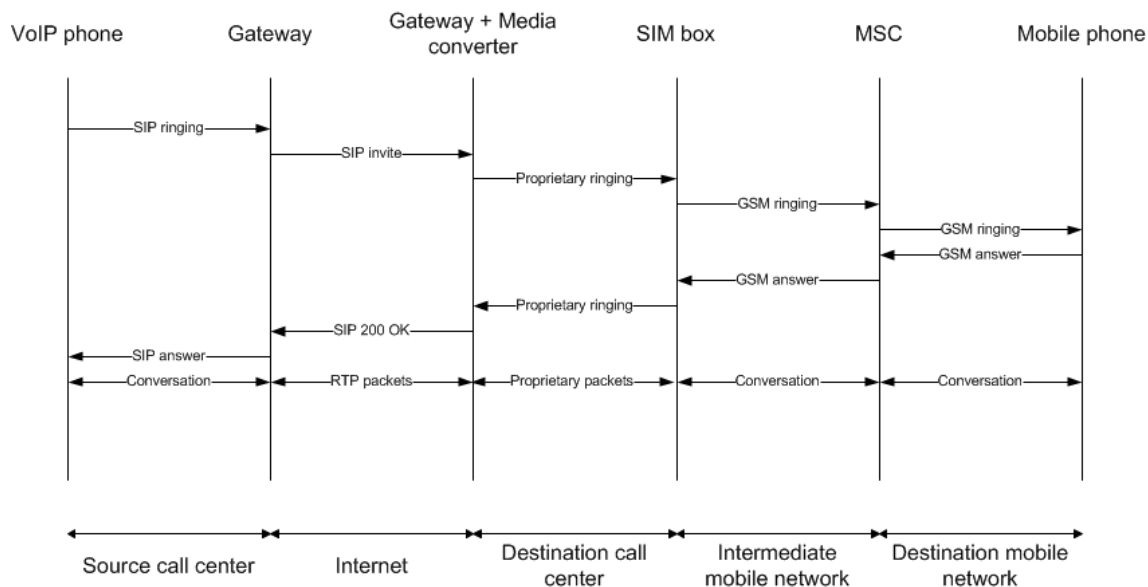 VoIP phone
Gateway
Gateway + Media
converter
SIM box
MSC
Mobile phone
SIP ringing
SIP invite
Proprietary ringing
GSM ringing
GSM ringing
GSM answer
GSM answer
Proprietary ringing
SIP 200 OK
SIP answer
Conversation
RTP packets
Proprietary packets
Conversation
Conversation
Source call center
Internet
Destination call
center
Intermediate
mobile network
Destination mobile
network